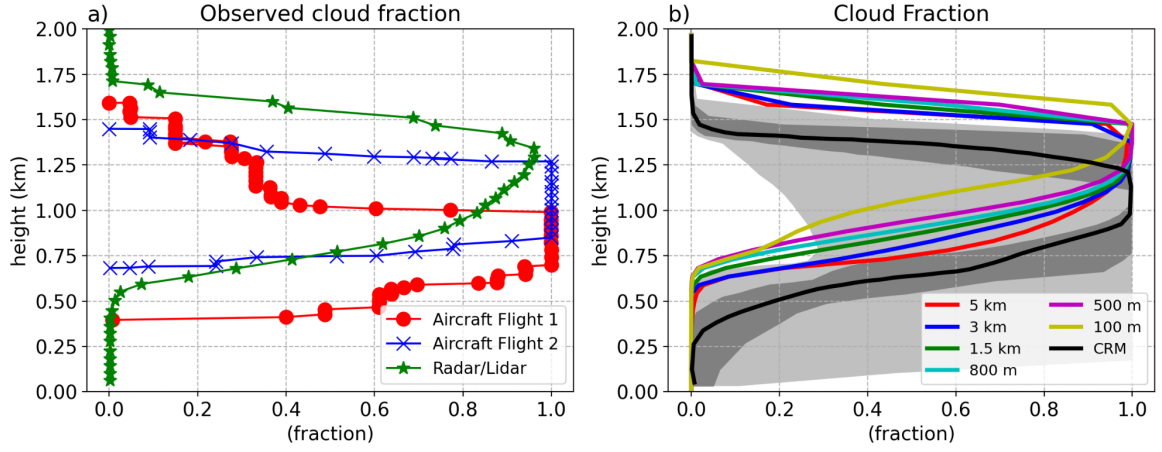 a) Observed cloud fraction
2.00
1.75
1.50
1.25
1.00
0.75
0.50
0.25
0.00
height (km)
0.0 0.2 0.4 0.6 0.8 1.0
(fraction)
Aircraft Flight 1
Aircraft Flight 2
Radar/Lidar
b) Cloud Fraction
2.00
1.75
1.50
1.25
1.00
0.75
0.50
0.25
0.00
height (km)
0.0 0.2 0.4 0.6 0.8 1.0
(fraction)
5 km
3 km
1.5 km
800 m
500 m
100 m
CRM